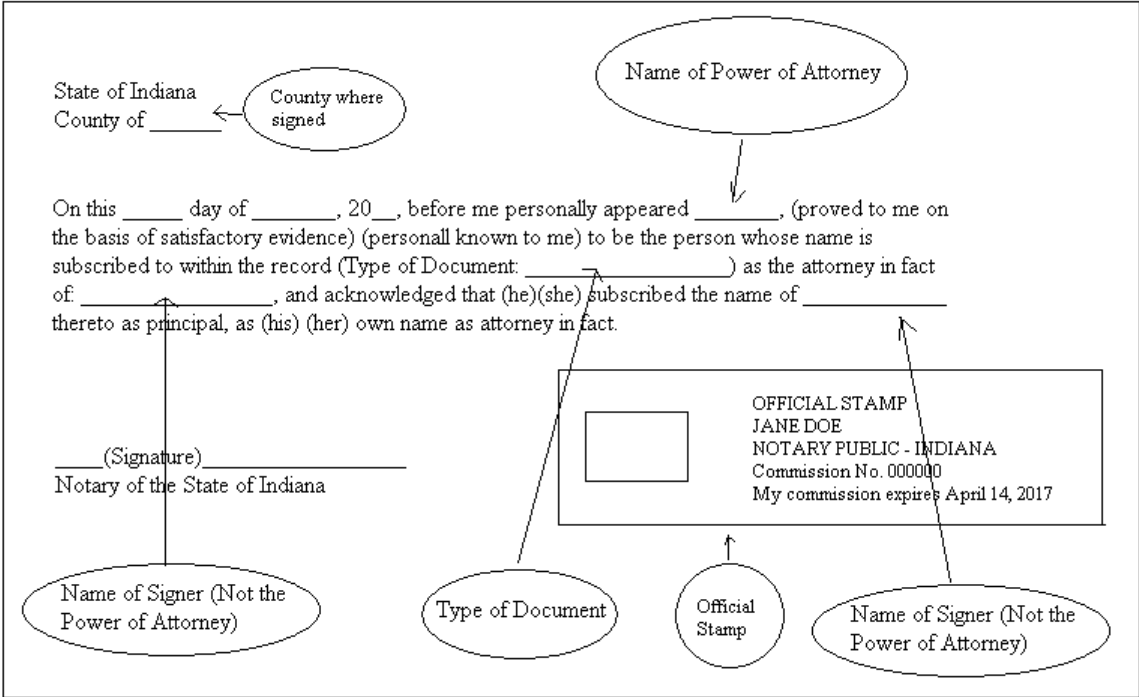 Name of Power of Attorney
State of Indiana
County of _______
County where
signed
On this ______ day of ________, 20__, before me personally appeared ________, (proved to me on
the basis of satisfactory evidence) (personall known to me) to be the person whose name is
subscribed to within the record (Type of Document: ____________________) as the attorney in fact
of: ___________________, and acknowledged that (he)(she) subscribed the name of ______________
thereto as principal, as (his) (her) own name as attorney in fact.
OFFICIAL STAMP
JANE DOE
NOTARY PUBLIC - INDIANA
Commission No. 000000
My commission expires April 14, 2017
_____(Signature)____________________
Notary of the State of Indiana
Name of Signer (Not the
Power of Attorney)
Type of Document
Official
Stamp
Name of Signer (Not the
Power of Attorney)